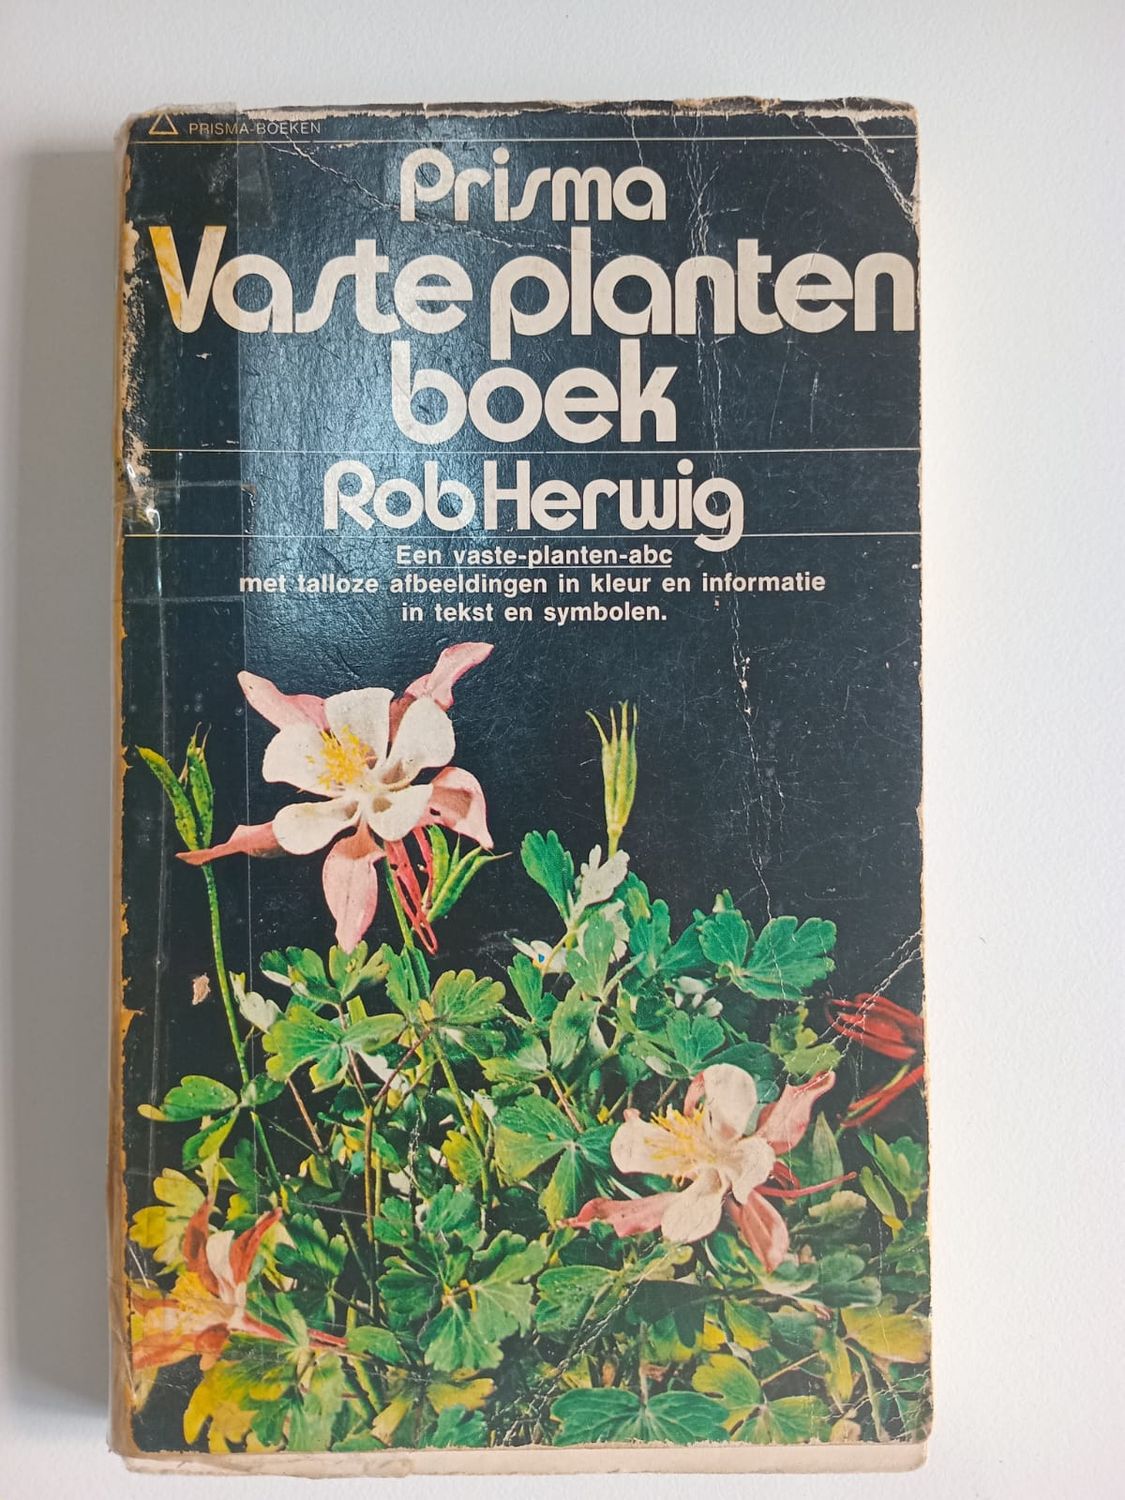 PRISMA-BOEKEN
Prisma
Vaste planten
boek
Rob Herwig
Een vaste-planten-abc
met talloze afbeeldingen in kleur en informatie
in tekst en symbolen.